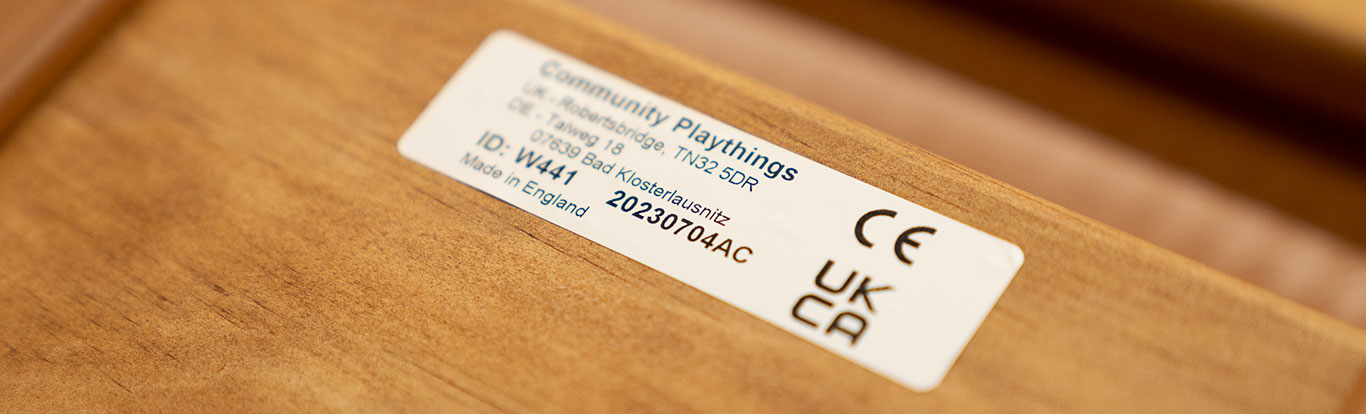 Community Playthings
UK - Robertsbridge, TN32 5DR
DE - Talweg 18
07639 Bad Klosterlausnitz
ID: W441 20230704AC
Made in England
CE
UK
CA